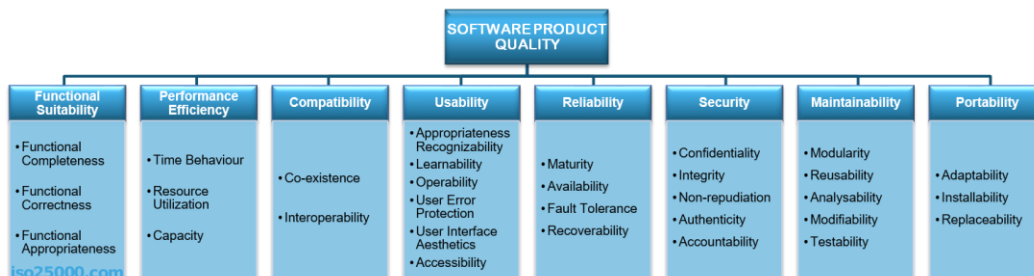 SOFTWARE PRODUCT
QUALITY
Functional
Suitability
• Functional
Completeness
• Functional
Correctness
• Functional
Appropriateness
Performance
Efficiency
• Time Behaviour
• Resource
Utilization
• Capacity
Compatibility
• Co-existence
• Interoperability
Usability
• Appropriateness
Recognizability
• Learnability
• Operability
• User Error
Protection
• User Interface
Aesthetics
• Accessibility
Reliability
• Maturity
• Availability
• Fault Tolerance
• Recoverability
Security
• Confidentiality
• Integrity
• Non-repudiation
• Authenticity
• Accountability
Maintainability
• Modularity
• Reusability
• Analysability
• Modifiability
• Testability
Portability
• Adaptability
• Installability
• Replaceability
iso25000.com